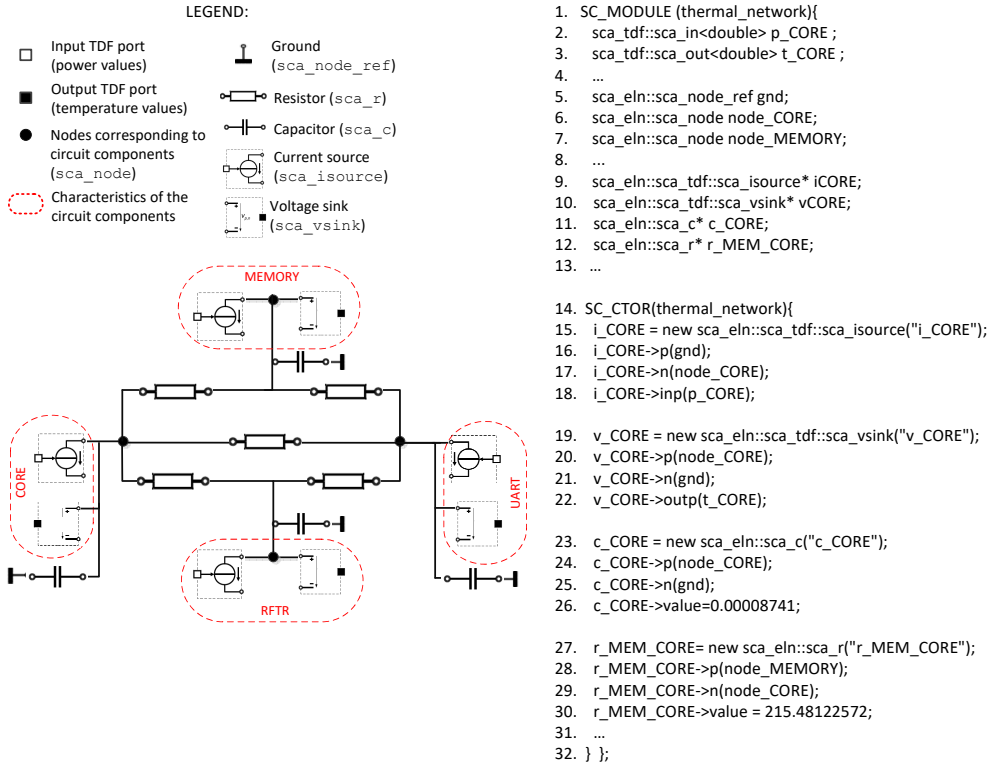 LEGEND:
Input TDF port
(power values)
Output TDF port
(temperature values)
Nodes corresponding to
circuit components
(sca_node)
Characteristics of the
circuit components
Ground
(sca_node_ref)
Resistor (sca_r)
Capacitor (sca_c)
Current source
(sca_isource)
Voltage sink
(sca_vsink)
MEMORY
CORE
UART
RFTR
1. SC_MODULE (thermal_network){
2. sca_tdf::sca_in<double> p_CORE ;
3. sca_tdf::sca_out<double> t_CORE ;
4. …
5. sca_eln::sca_node_ref gnd;
6. sca_eln::sca_node node_CORE;
7. sca_eln::sca_node node_MEMORY;
8. ...
9. sca_eln::sca_tdf::sca_isource* iCORE;
10. sca_eln::sca_tdf::sca_vsink* vCORE;
11. sca_eln::sca_c* c_CORE;
12. sca_eln::sca_r* r_MEM_CORE;
13. …
14. SC_CTOR(thermal_network){
15. i_CORE = new sca_eln::sca_tdf::sca_isource("i_CORE");
16. i_CORE->p(gnd);
17. i_CORE->n(node_CORE);
18. i_CORE->inp(p_CORE);
19. v_CORE = new sca_eln::sca_tdf::sca_vsink("v_CORE");
20. v_CORE->p(node_CORE);
21. v_CORE->n(gnd);
22. v_CORE->outp(t_CORE);
23. c_CORE = new sca_eln::sca_c("c_CORE");
24. c_CORE->p(node_CORE);
25. c_CORE->n(gnd);
26. c_CORE->value=0.00008741;
27. r_MEM_CORE= new sca_eln::sca_r("r_MEM_CORE");
28. r_MEM_CORE->p(node_MEMORY);
29. r_MEM_CORE->n(node_CORE);
30. r_MEM_CORE->value = 215.48122572;
31. …
32. } };